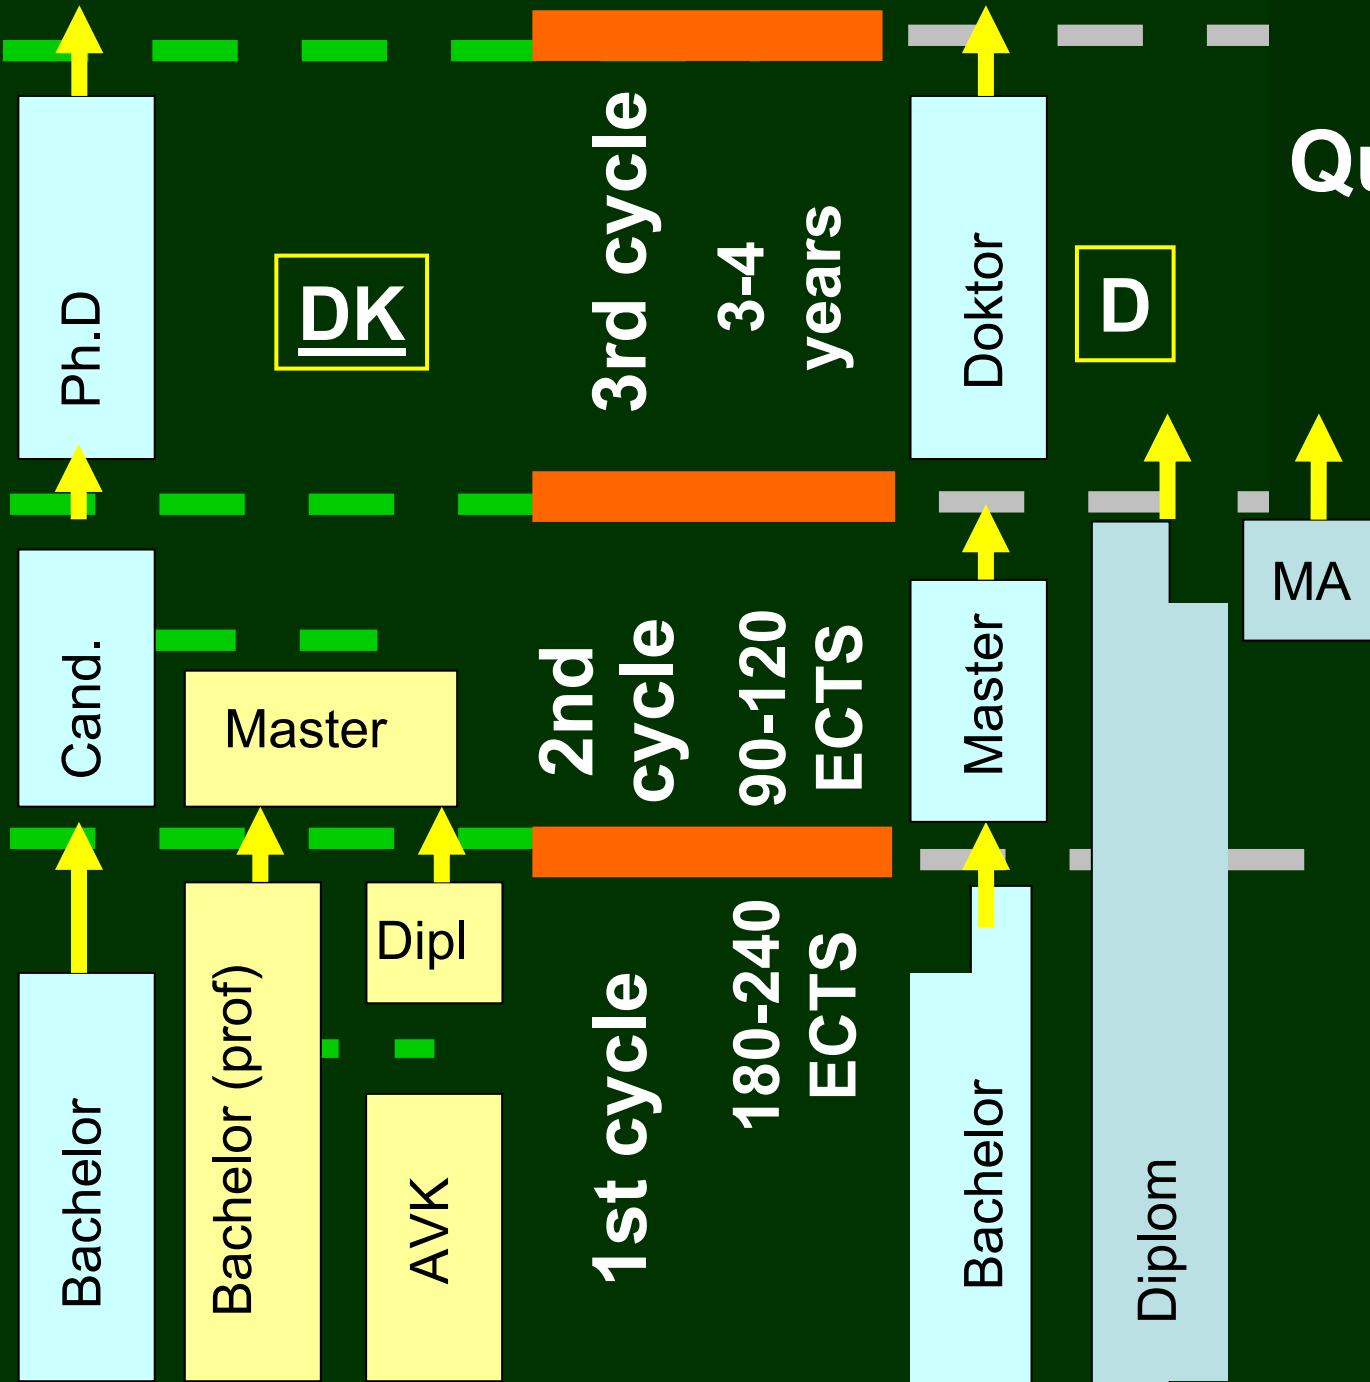 Qu
Ph.D
DK
3rd cycle
3-4
years
Doktor
D
Cand.
Master
2nd
cycle
90-120
ECTS
Master
MA
Bachelor
Bachelor (prof)
Dipl
AVK
1st cycle
180-240
ECTS
Bachelor
Diplom